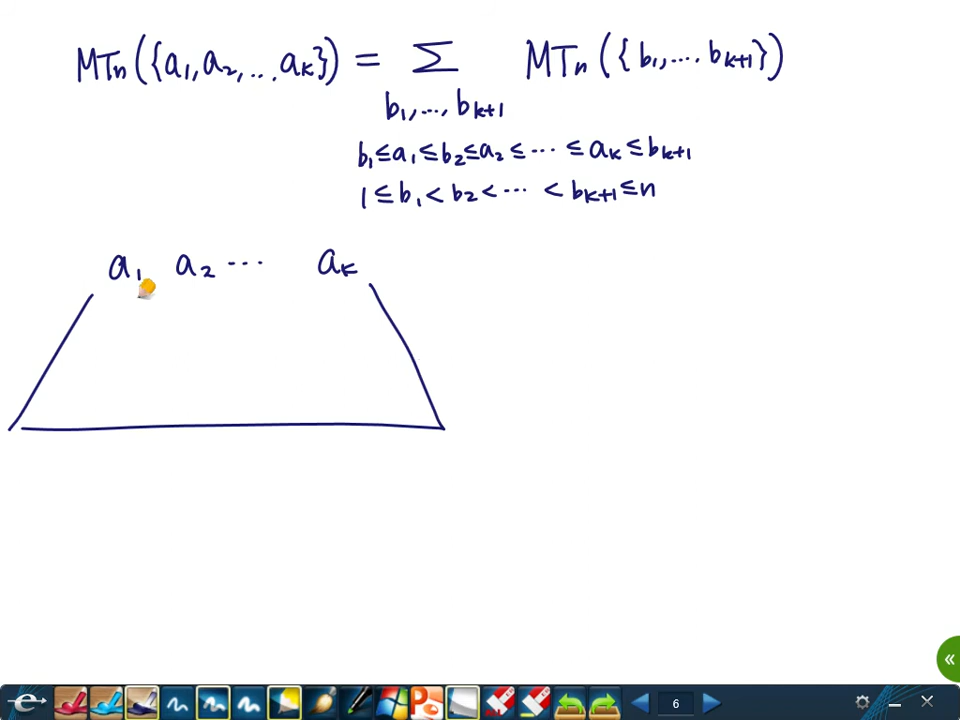 MTn({a1,a2,...ak}) = ∑ MTn({b1,...bk+1})
b1,...,bk+1
b1≤a1≤b2≤a2≤...≤ak≤bk+1
1≤b1<b2<...<bk+1≤n
a1 a2 ... ak
6